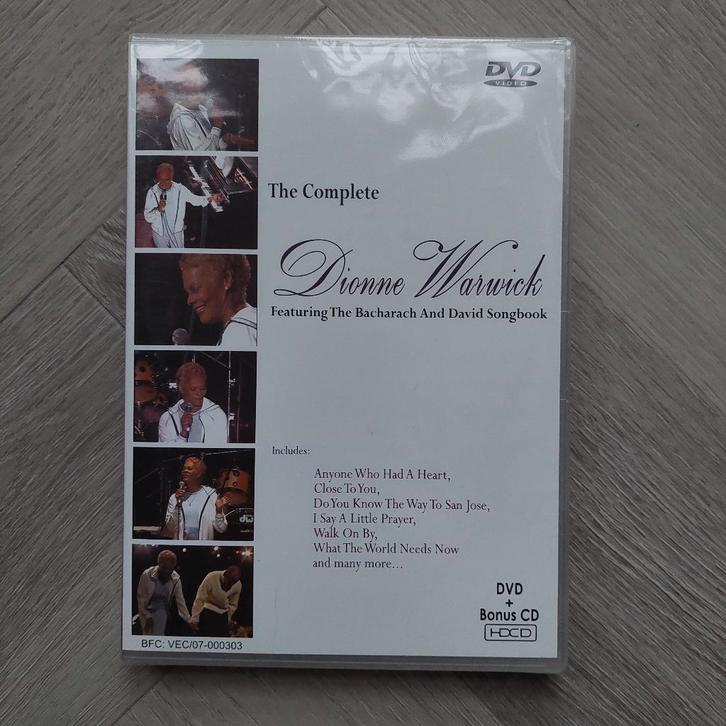 DVD
VIDEO
The Complete
Dionne Warwick
Featuring The Bacharach And David Songbook
Includes:
Anyone Who Had A Heart,
Close To You,
Do You Know The Way To San Jose,
I Say A Little Prayer,
Walk On By,
What The World Needs Now
and many more...
DVD
+
Bonus CD
HDCD
BFC: VEC/07-000303